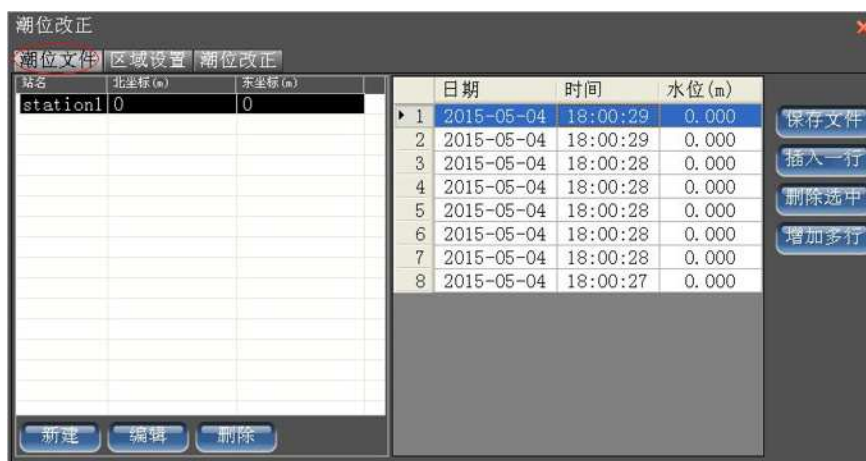 潮位改正
潮位文件 区域设置 潮位改正
站名 北坐标(m) 东坐标(m)
station1 0 0
日期 时间 水位(m)
1 2015-05-04 18:00:29 0.000
2 2015-05-04 18:00:29 0.000
3 2015-05-04 18:00:28 0.000
4 2015-05-04 18:00:28 0.000
5 2015-05-04 18:00:28 0.000
6 2015-05-04 18:00:28 0.000
7 2015-05-04 18:00:28 0.000
8 2015-05-04 18:00:27 0.000
保存文件
插入一行
删除选中
增加多行
新建 编辑 删除